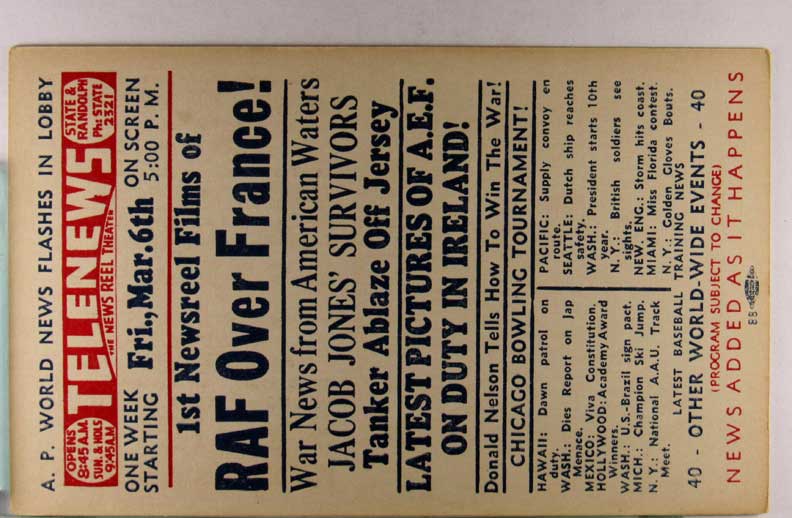 A. P. WORLD NEWS FLASHES IN LOBBY
OPENS
8:45 A.M.
SUN. & HOLS
9:45 A.M.
TELENEWS
THE NEWS REEL THEATER
STATE &
RANDOLPH
Ph: STATE
2321
ONE WEEK
STARTING
Fri., Mar. 6th
ON SCREEN
5:00 P. M.
1st Newsreel Films of
RAF Over France!
War News from American Waters
JACOB JONES' SURVIVORS
Tanker Ablaze Off Jersey
LATEST PICTURES OF A.E.F.
ON DUTY IN IRELAND!
Donald Nelson Tells How To Win The War!
CHICAGO BOWLING TOURNAMENT!
HAWAII: Dawn patrol on
duty.
WASH.: Dies Report on Jap
Menace.
MEXICO: Viva Constitution.
HOLLYWOOD: Academy Award
Winners.
WASH.: U.S.-Brazil sign pact.
MICH.: Champion Ski Jump.
N. Y.: National A.A.U. Track
Meet.
PACIFIC: Supply convoy en
route.
SEATTLE: Dutch ship reaches
safety.
WASH.: President starts 10th
year.
N. Y.: British soldiers see
sights.
NEW. ENG.: Storm hits coast.
MIAMI: Miss Florida contest.
N. Y.: Golden Gloves Bouts.
LATEST BASEBALL TRAINING NEWS
40 - OTHER WORLD-WIDE EVENTS - 40
(PROGRAM SUBJECT TO CHANGE)
NEWS ADDED AS IT HAPPENS
88